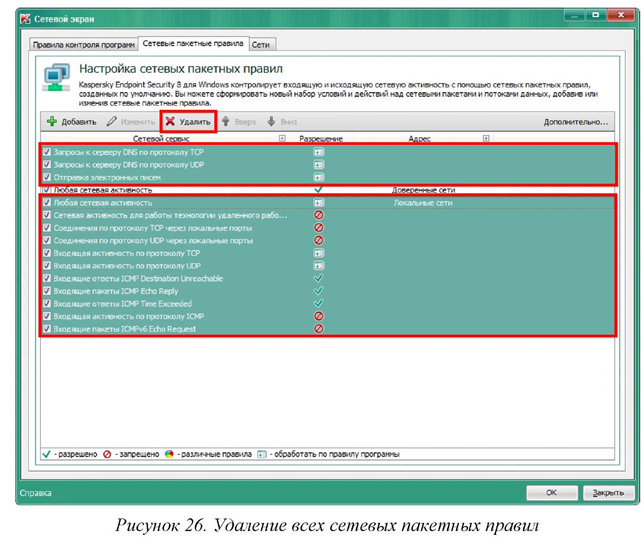 Сетевой экран
Правила контроля программ Сетевые пакетные правила Сети
Настройка сетевых пакетных правил
Kaspersky Endpoint Security 8 для Windows контролирует входящую и исходящую сетевую активность с помощью сетевых пакетных правил,
созданных по умолчанию. Вы можете сформировать новый набор условий и действий над сетевыми пакетами и потоками данных, добавив или
изменив сетевые пакетные правила.
Добавить Изменить Удалить Вверх Вниз Дополнительно...
Сетевой сервис Разрешение Адрес
Запросы к серверу DNS по протоколу TCP
Запросы к серверу DNS по протоколу UDP
Отправка электронных писем
Любая сетевая активность Доверенные сети
Любая сетевая активность Локальные сети
Сетевая активность для работы технологии удаленного рабо...
Соединения по протоколу TCP через локальные порты
Соединения по протоколу UDP через локальные порты
Входящая активность по протоколу TCP
Входящая активность по протоколу UDP
Входящие ответы ICMP Destination Unreachable
Входящие пакеты ICMP Echo Reply
Входящие ответы ICMP Time Exceeded
Входящая активность по протоколу ICMP
Входящие пакеты ICMPv6 Echo Request
- разрешено - запрещено - различные правила - обработать по правилу программы
Справка OK Закрыть
Рисунок 26. Удаление всех сетевых пакетных правил